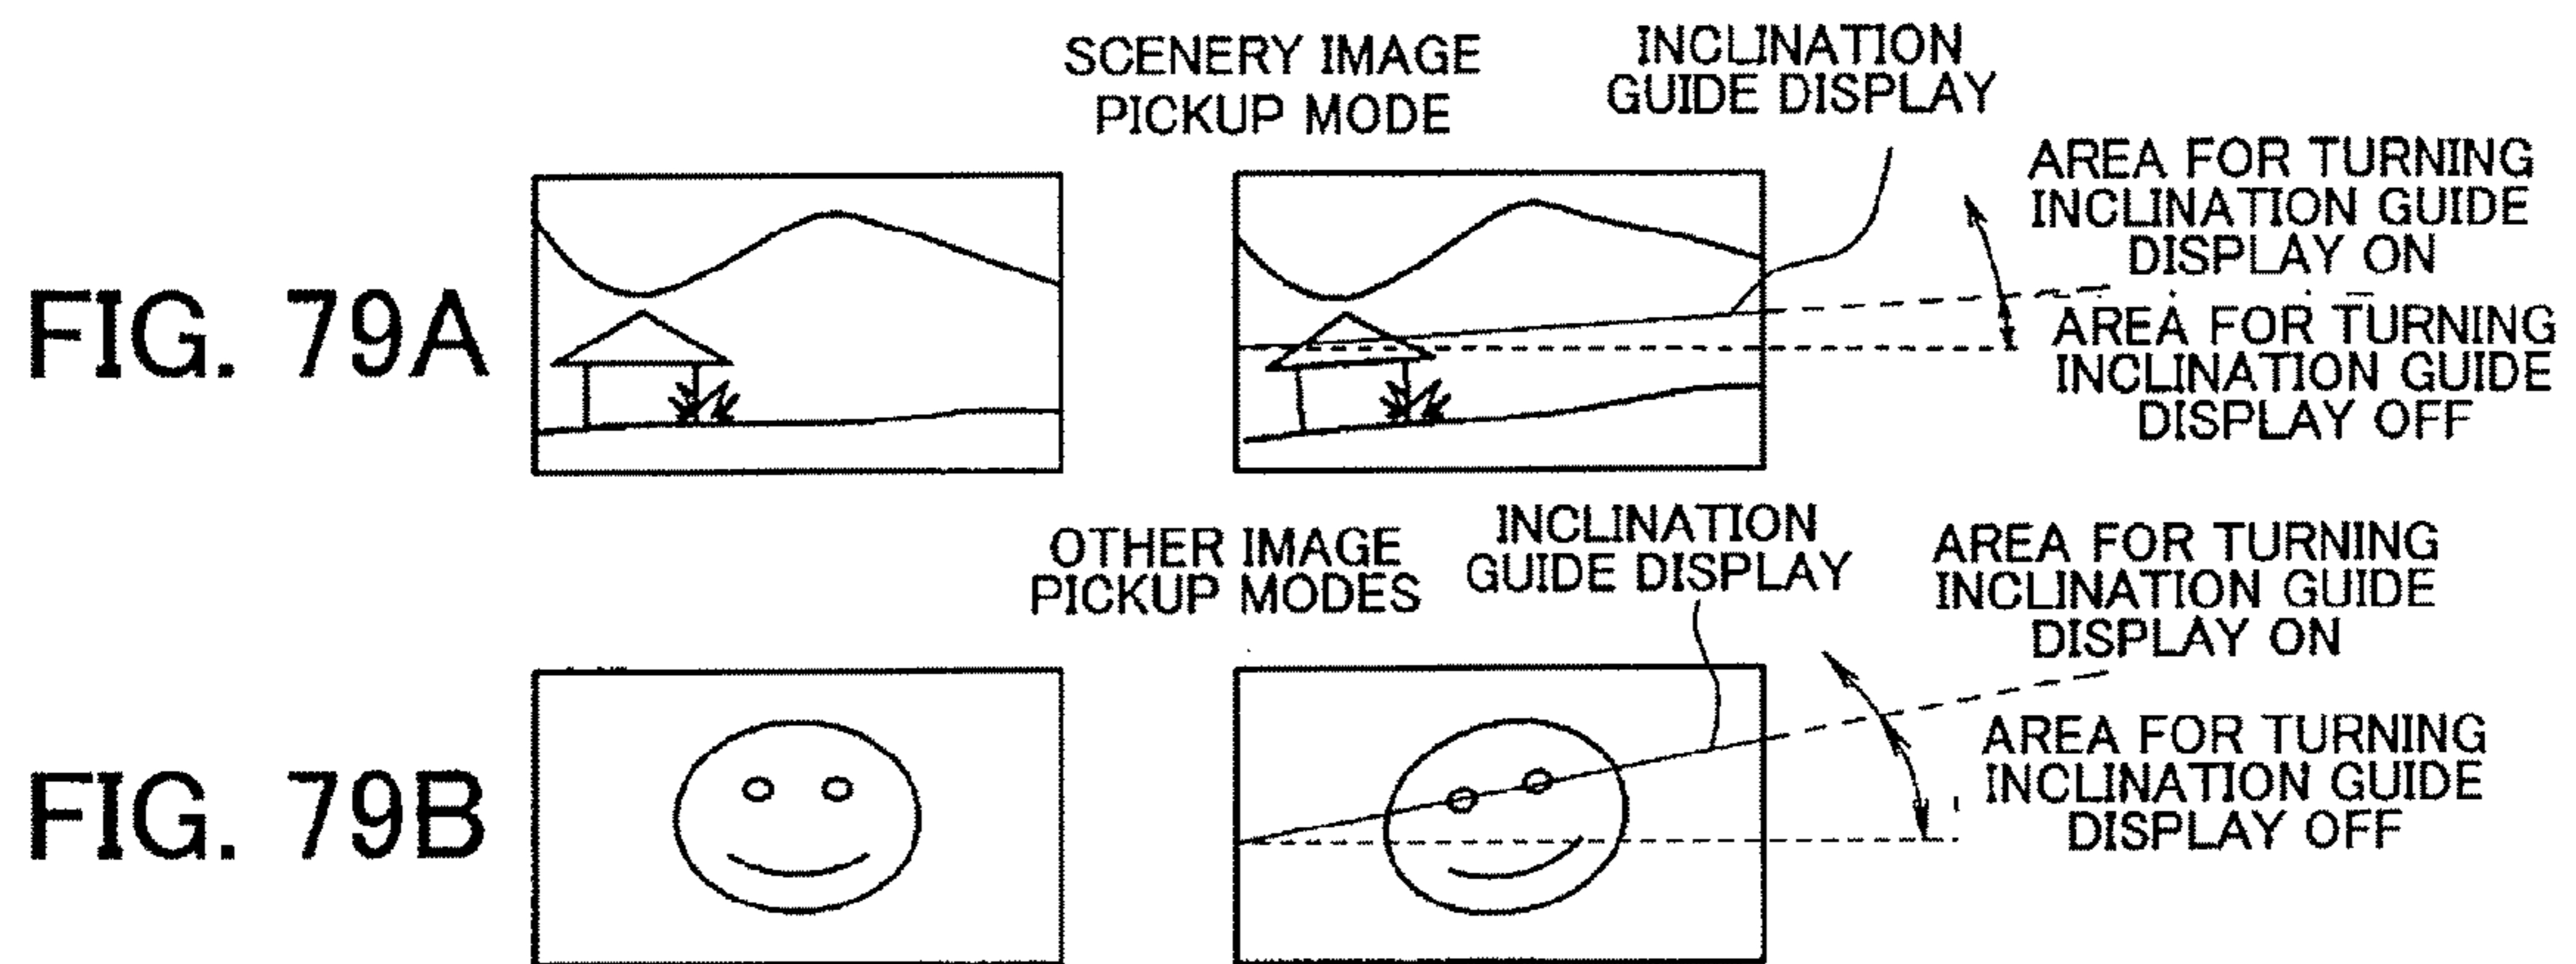 SCENERY IMAGE
PICKUP MODE
INCLINATION
GUIDE DISPLAY
AREA FOR TURNING
INCLINATION GUIDE
DISPLAY ON
AREA FOR TURNING
INCLINATION GUIDE
DISPLAY OFF
FIG. 79A
OTHER IMAGE
PICKUP MODES
INCLINATION
GUIDE DISPLAY
AREA FOR TURNING
INCLINATION GUIDE
DISPLAY ON
AREA FOR TURNING
INCLINATION GUIDE
DISPLAY OFF
FIG. 79B